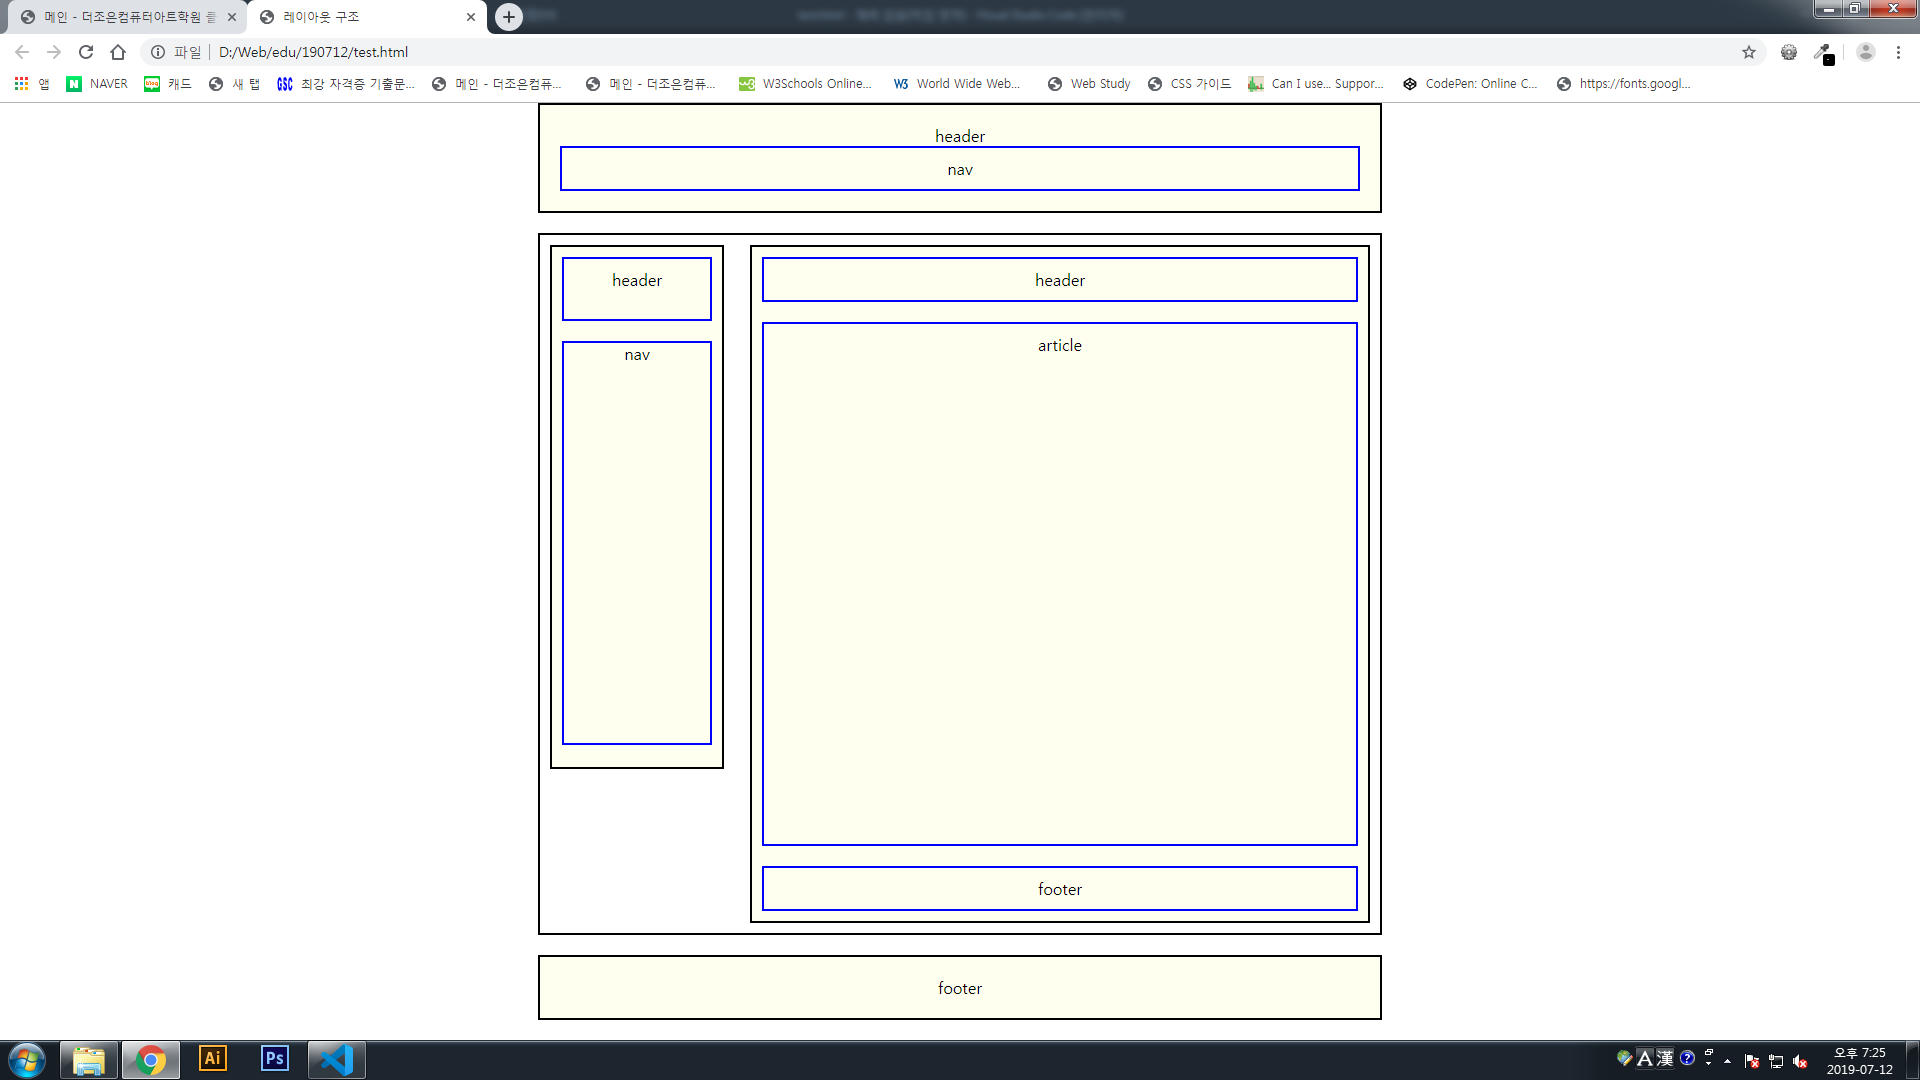 메인 - 더조은컴퓨터아트학원 홈
레이아웃 구조
파일 D:/Web/edu/190712/test.html
앱 NAVER 카드 새 탭 GSC 최강 자격증 기출문... 메인 - 더조은컴퓨... 메인 - 더조은컴퓨... W3Schools Online... World Wide Web... Web Study CSS 가이드 Can I use... Suppor... CodePen: Online C... https://fonts.googl...
header
nav
header
nav
header
article
footer
footer
Ai Ps A 漢
오후 7:25
2019-07-12